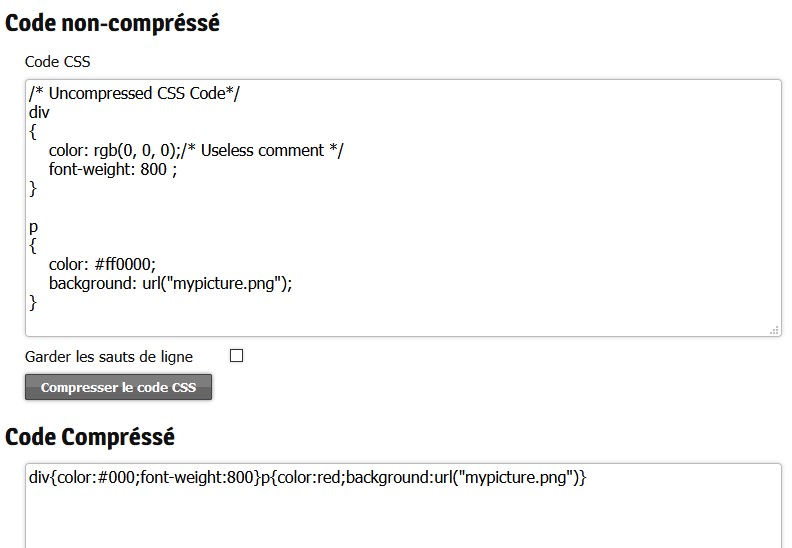 Code non-compréssé
Code CSS
/* Uncompressed CSS Code*/
div
{
color: rgb(0, 0, 0);/* Useless comment */
font-weight: 800 ;
}
p
{
color: #ff0000;
background: url("mypicture.png");
}
Garder les sauts de ligne
Compresser le code CSS
Code Compréssé
div{color:#000;font-weight:800}p{color:red;background:url("mypicture.png")}